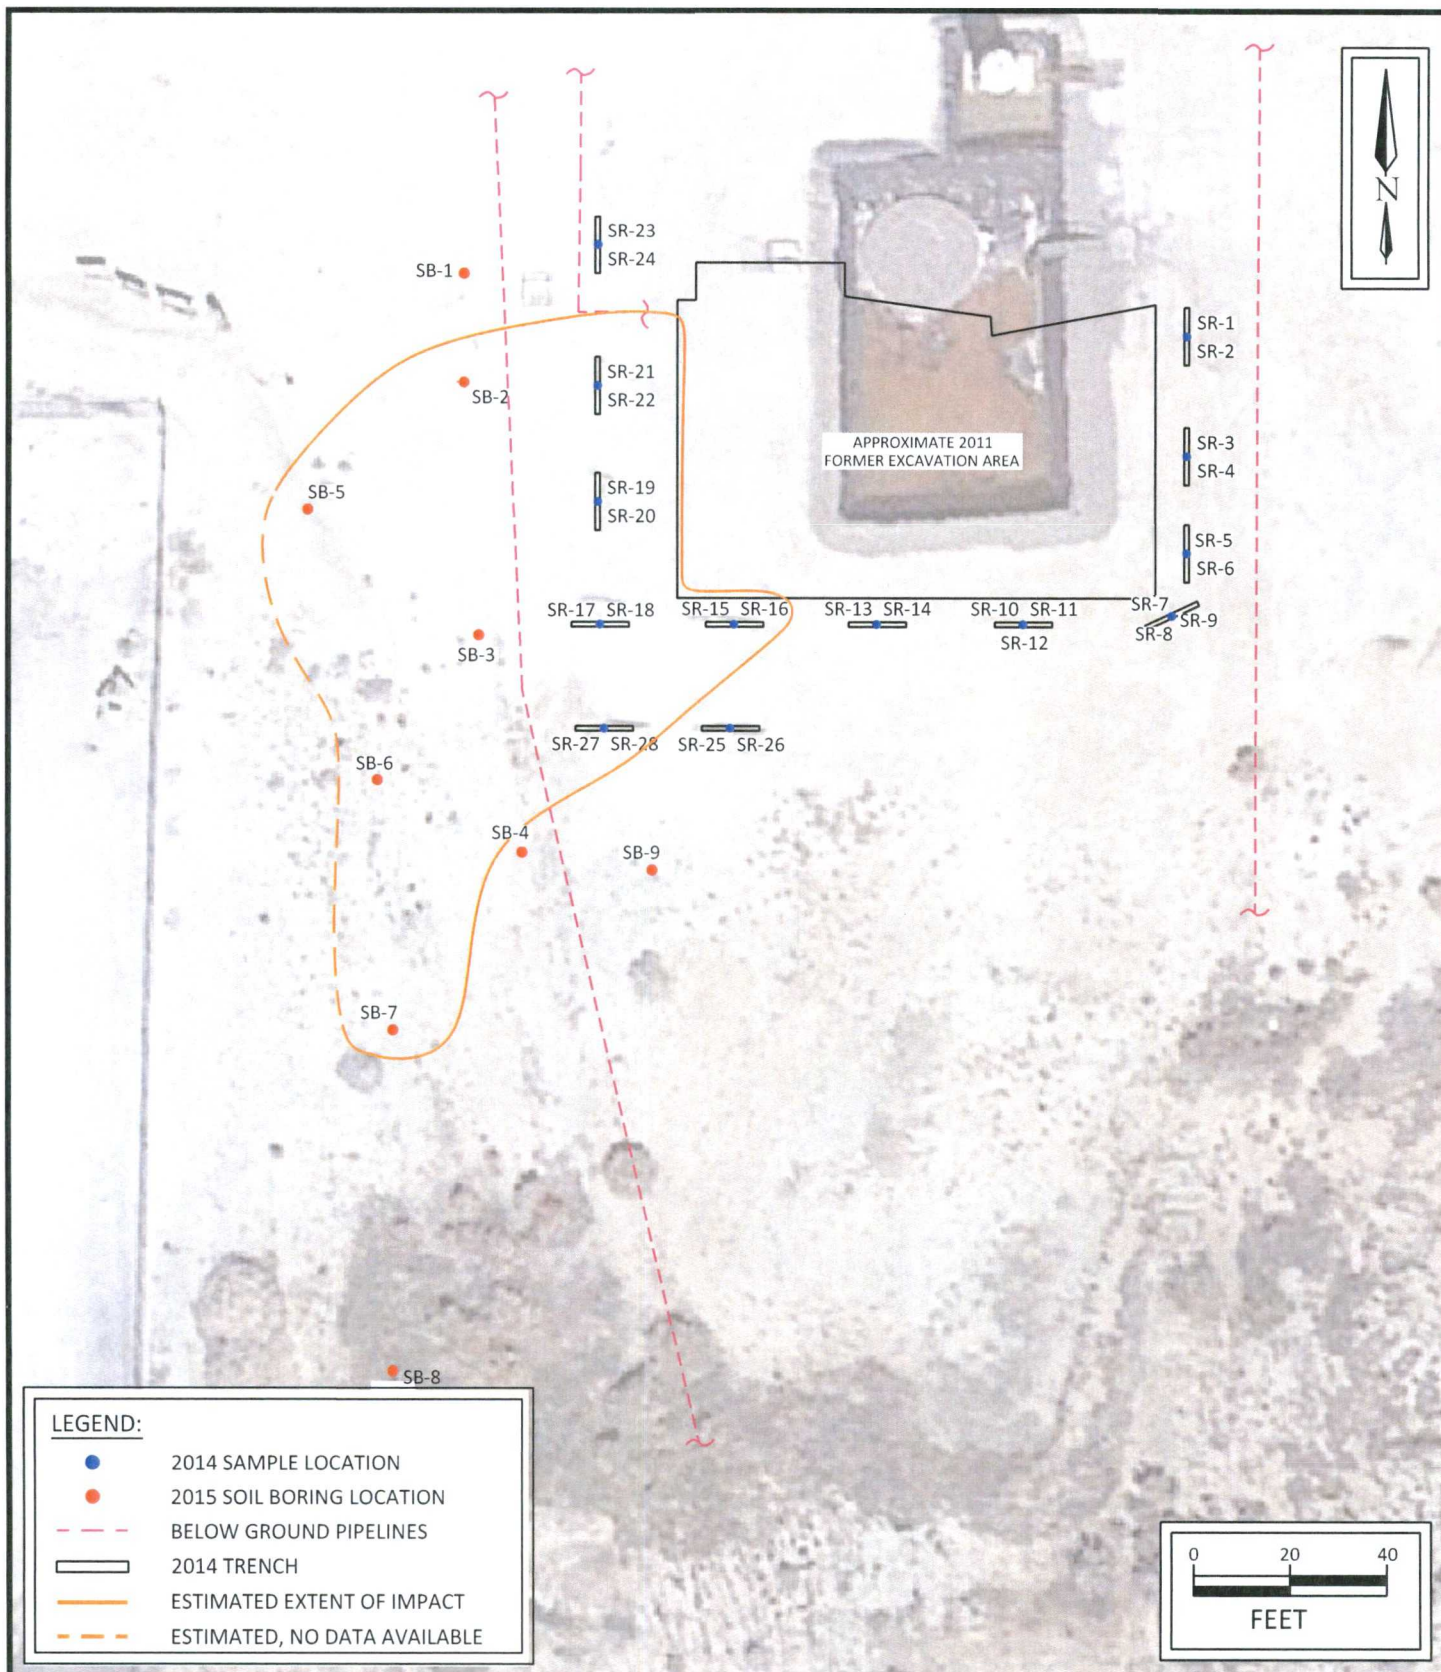 N
SR-23
SR-24
SB-1
SR-1
SR-2
SR-21
SR-22
SB-2
SR-3
SR-4
APPROXIMATE 2011
FORMER EXCAVATION AREA
SR-19
SR-20
SB-5
SR-5
SR-6
SR-17 SR-18
SR-15 SR-16
SR-13 SR-14
SR-10 SR-11
SR-12
SR-7
SR-8
SR-9
SB-3
SR-27 SR-28
SR-25 SR-26
SB-6
SB-4
SB-9
SB-7
SB-8
LEGEND:
2014 SAMPLE LOCATION
2015 SOIL BORING LOCATION
BELOW GROUND PIPELINES
2014 TRENCH
ESTIMATED EXTENT OF IMPACT
ESTIMATED, NO DATA AVAILABLE
0 20 40
FEET